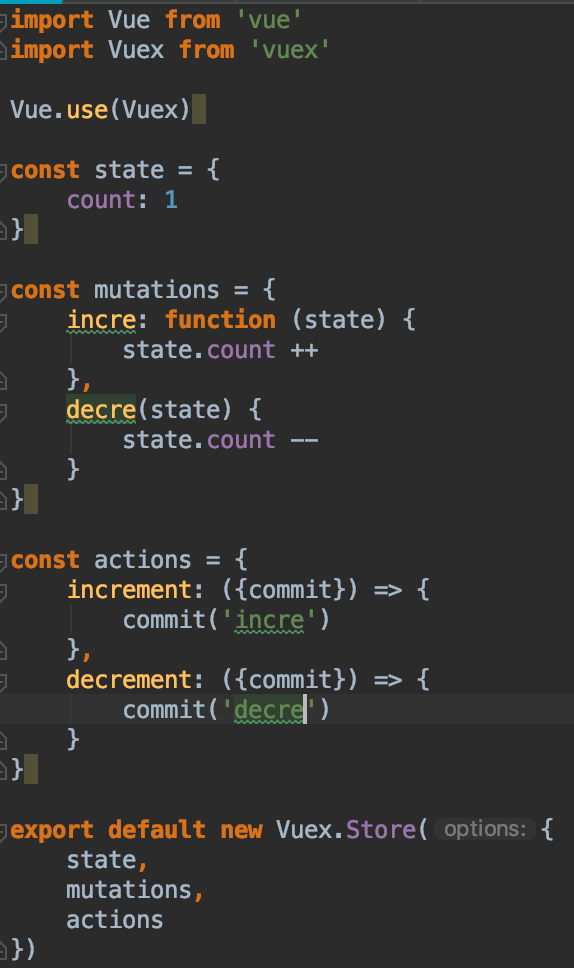 import Vue from 'vue'
import Vuex from 'vuex'

Vue.use(Vuex)

const state = {
    count: 1
}

const mutations = {
    incre: function (state) {
        state.count ++
    },
    decre(state) {
        state.count --
    }
}

const actions = {
    increment: ({commit}) => {
        commit('incre')
    },
    decrement: ({commit}) => {
        commit('decre')
    }
}

export default new Vuex.Store( options: {
    state,
    mutations,
    actions
})